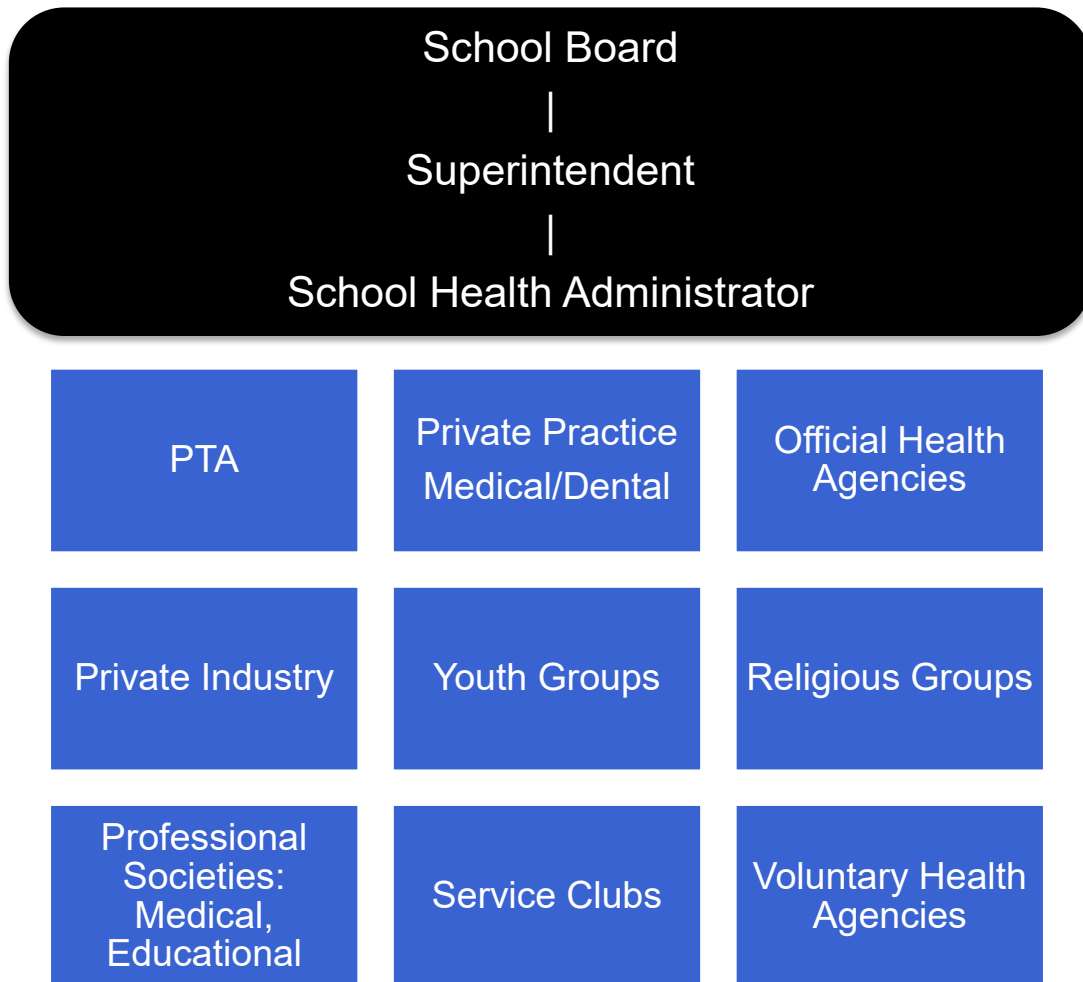 School Board
|
Superintendent
|
School Health Administrator
PTA
Private Practice
Medical/Dental
Official Health
Agencies
Private Industry
Youth Groups
Religious Groups
Professional
Societies:
Medical,
Educational
Service Clubs
Voluntary Health
Agencies